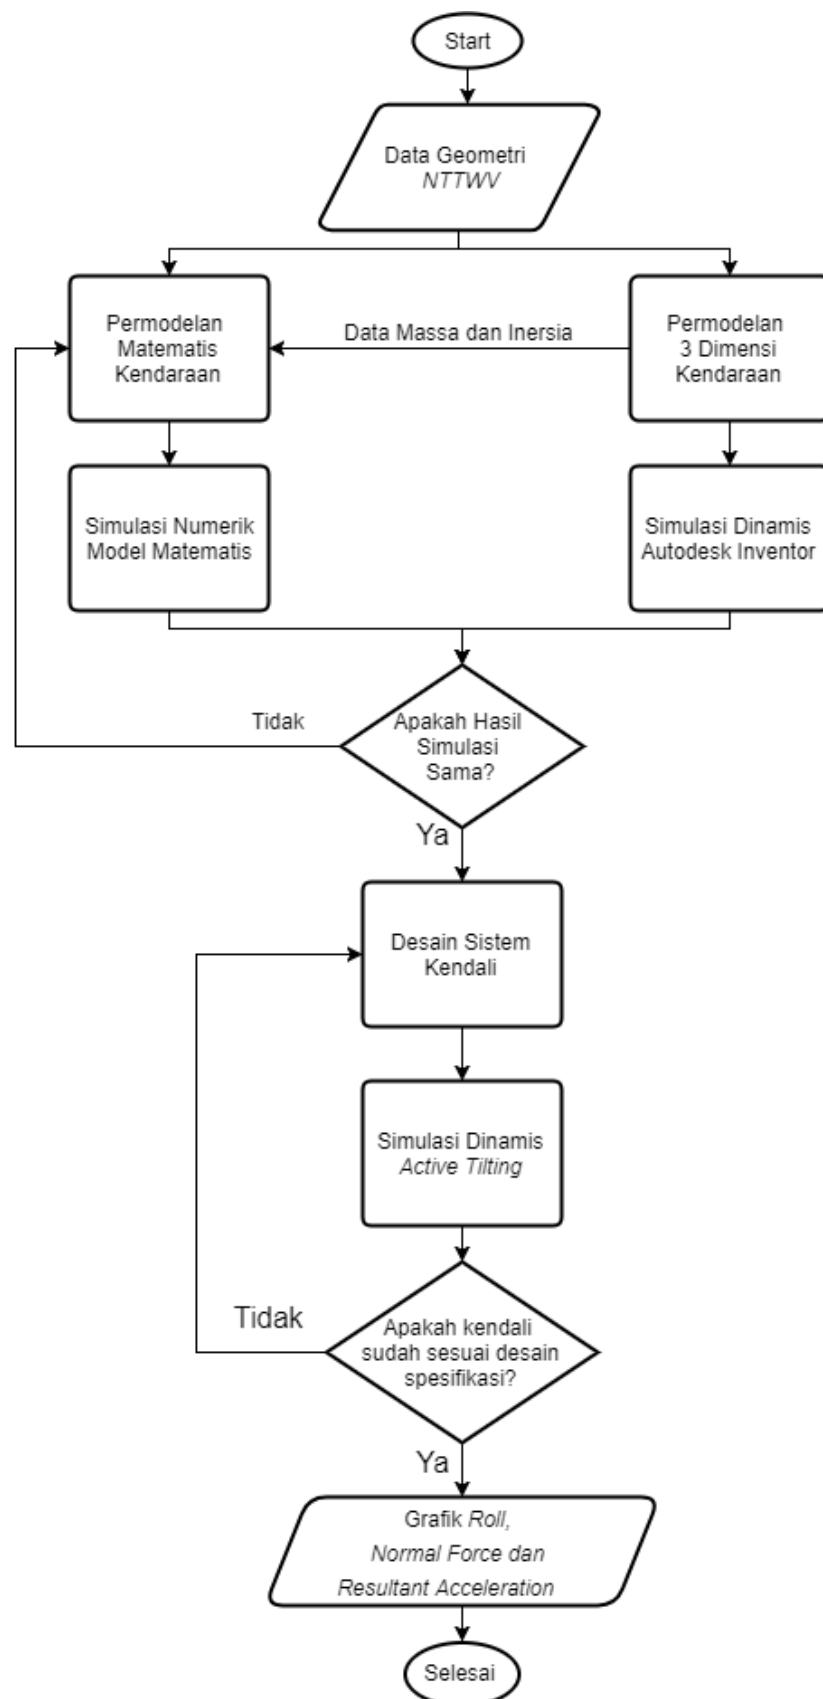 Start
Data Geometri
NTTWV
Permodelan
Matematis
Kendaraan
Data Massa dan Inersia
Permodelan
3 Dimensi
Kendaraan
Simulasi Numerik
Model Matematis
Simulasi Dinamis
Autodesk Inventor
Tidak
Apakah Hasil
Simulasi
Sama?
Ya
Desain Sistem
Kendali
Simulasi Dinamis
Active Tilting
Tidak
Apakah kendali
sudah sesuai desain
spesifikasi?
Ya
Grafik Roll,
Normal Force dan
Resultant Acceleration
Selesai